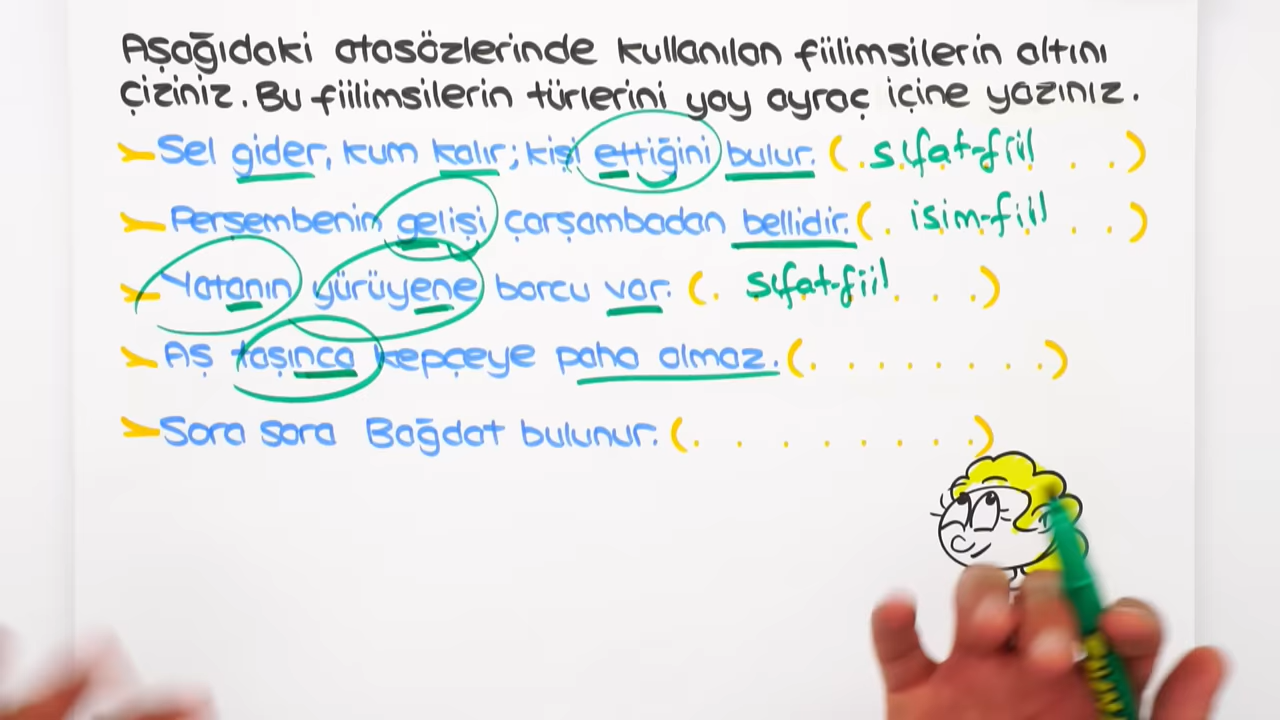 Aşağıdaki atasözlerinde kullanılan fiilimsilerin altını
çiziniz. Bu fiilimsilerin türlerini yay ayraç içine yazınız.
Sel gider, kum kalır; kişi ettiğini bulur. (. sıfat-fiil . .)
Perşembenin gelişi çarşambadan bellidir. (. isim-fiil . .)
Yatanın yürüyene borcu var. (. sıfat-fiil . . .)
Aş taşınca kepçeye paha olmaz. (. . . . . . . .)
Sora sora Bağdat bulunur. (. . . . . . . .)